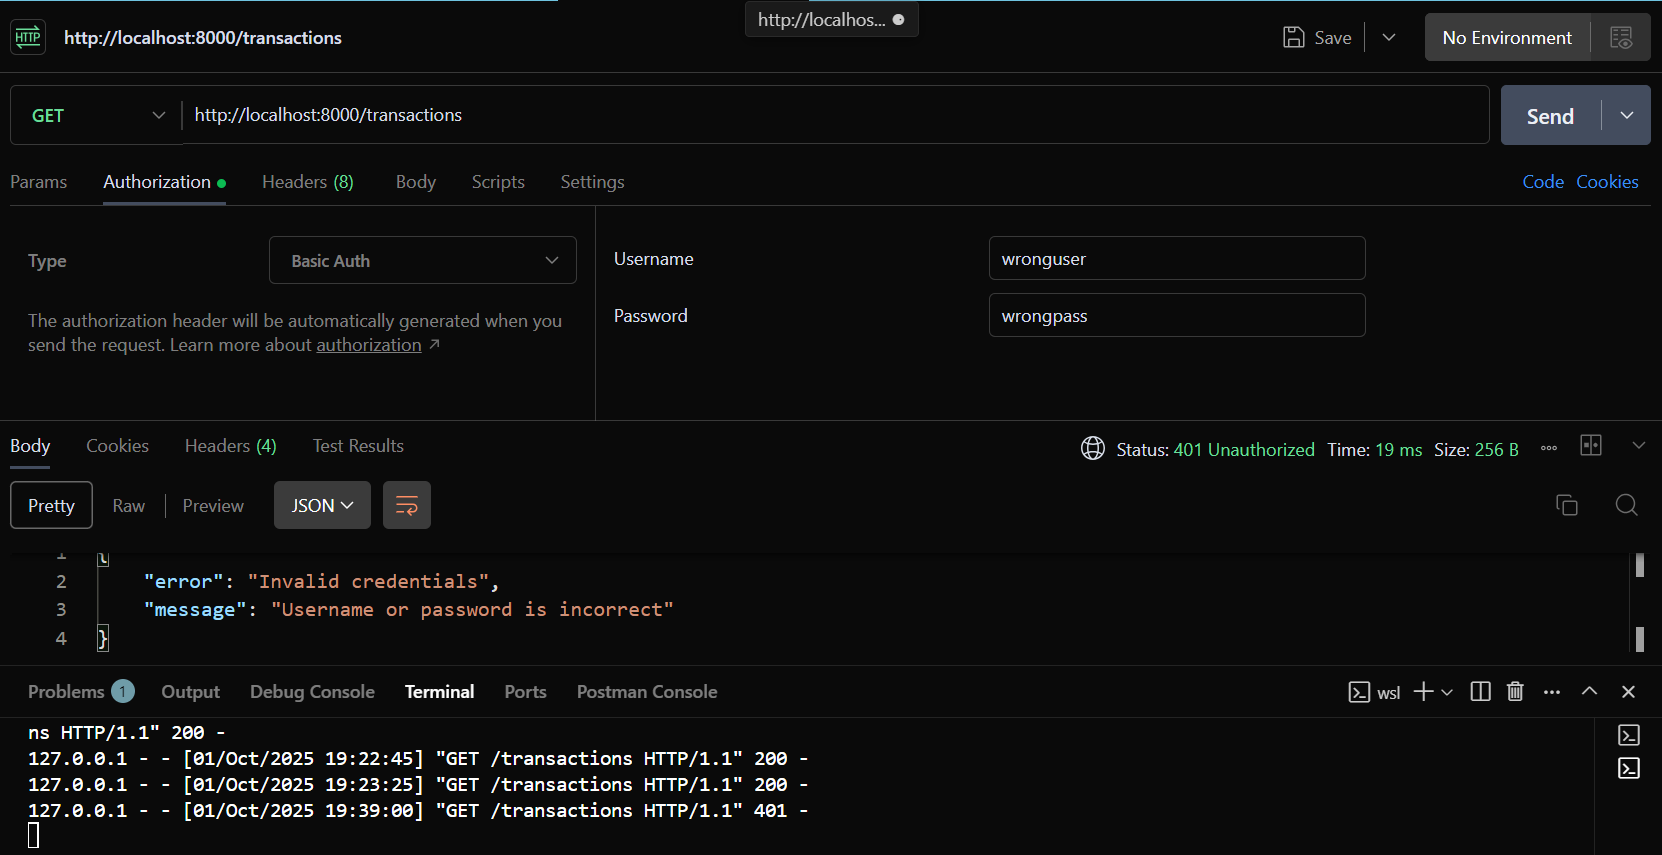 http://localhos...
HTTP http://localhost:8000/transactions
Save
No Environment
GET http://localhost:8000/transactions
Send
Params Authorization Headers (8) Body Scripts Settings Code Cookies
Type Basic Auth
Username wronguser
Password wrongpass
The authorization header will be automatically generated when you
send the request. Learn more about authorization ↗
Body Cookies Headers (4) Test Results Status: 401 Unauthorized Time: 19 ms Size: 256 B
Pretty Raw Preview JSON
1 {
2 "error": "Invalid credentials",
3 "message": "Username or password is incorrect"
4 }
Problems 1 Output Debug Console Terminal Ports Postman Console wsl
ns HTTP/1.1" 200 -
127.0.0.1 - - [01/Oct/2025 19:22:45] "GET /transactions HTTP/1.1" 200 -
127.0.0.1 - - [01/Oct/2025 19:23:25] "GET /transactions HTTP/1.1" 200 -
127.0.0.1 - - [01/Oct/2025 19:39:00] "GET /transactions HTTP/1.1" 401 -